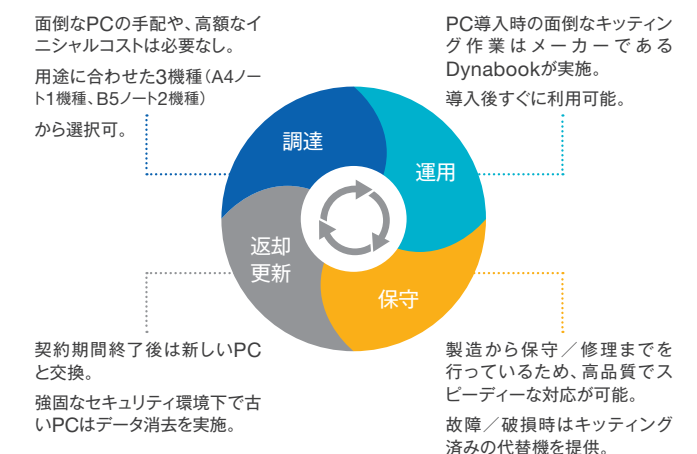 面倒なPCの手配や、高額なイ
ニシャルコストは必要なし。
用途に合わせた3機種（A4ノー
ト1機種、B5ノート2機種）
から選択可。
PC導入時の面倒なキッティン
グ作業はメーカーである
Dynabookが実施。
導入後すぐに利用可能。
調達
運用
返却
更新
保守
契約期間終了後は新しいPC
と交換。
強固なセキュリティ環境下で古
いPCはデータ消去を実施。
製造から保守／修理までを
行っているため、高品質でス
ピーディーな対応が可能。
故障／破損時はキッティング
済みの代替機を提供。